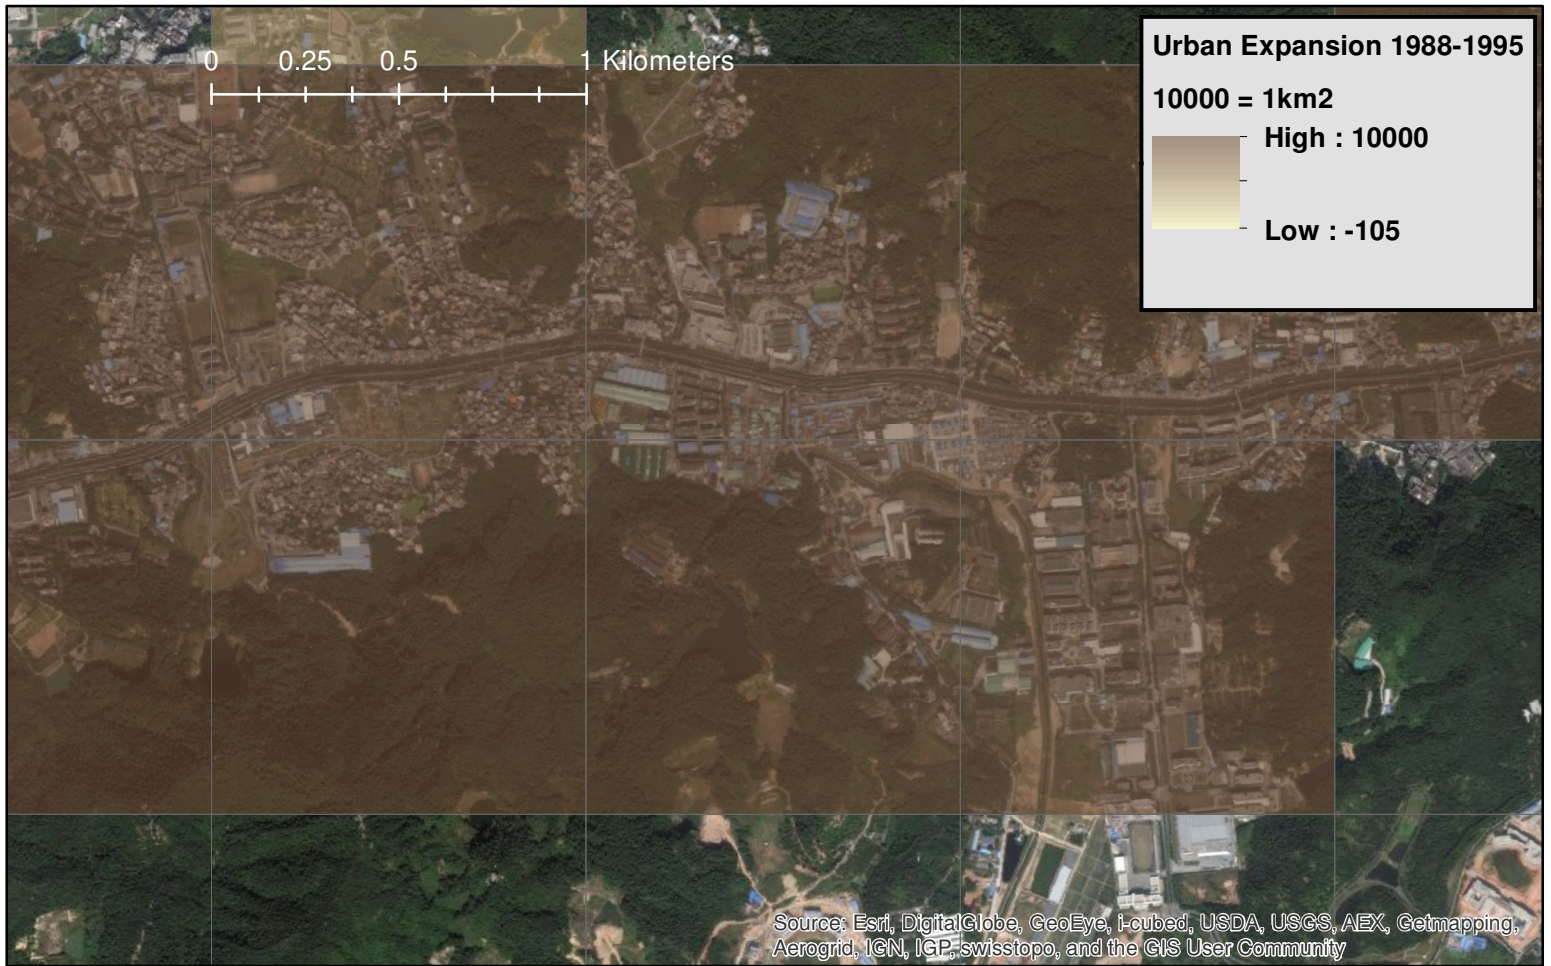 0 0.25 0.5 1 Kilometers
Urban Expansion 1988-1995
10000 = 1km2
High : 10000
Low : -105
Source: Esri, DigitalGlobe, GeoEye, i-cubed, USDA, USGS, AEX, Getmapping,
Aerogrid, IGN, IGP, swisstopo, and the GIS User Community